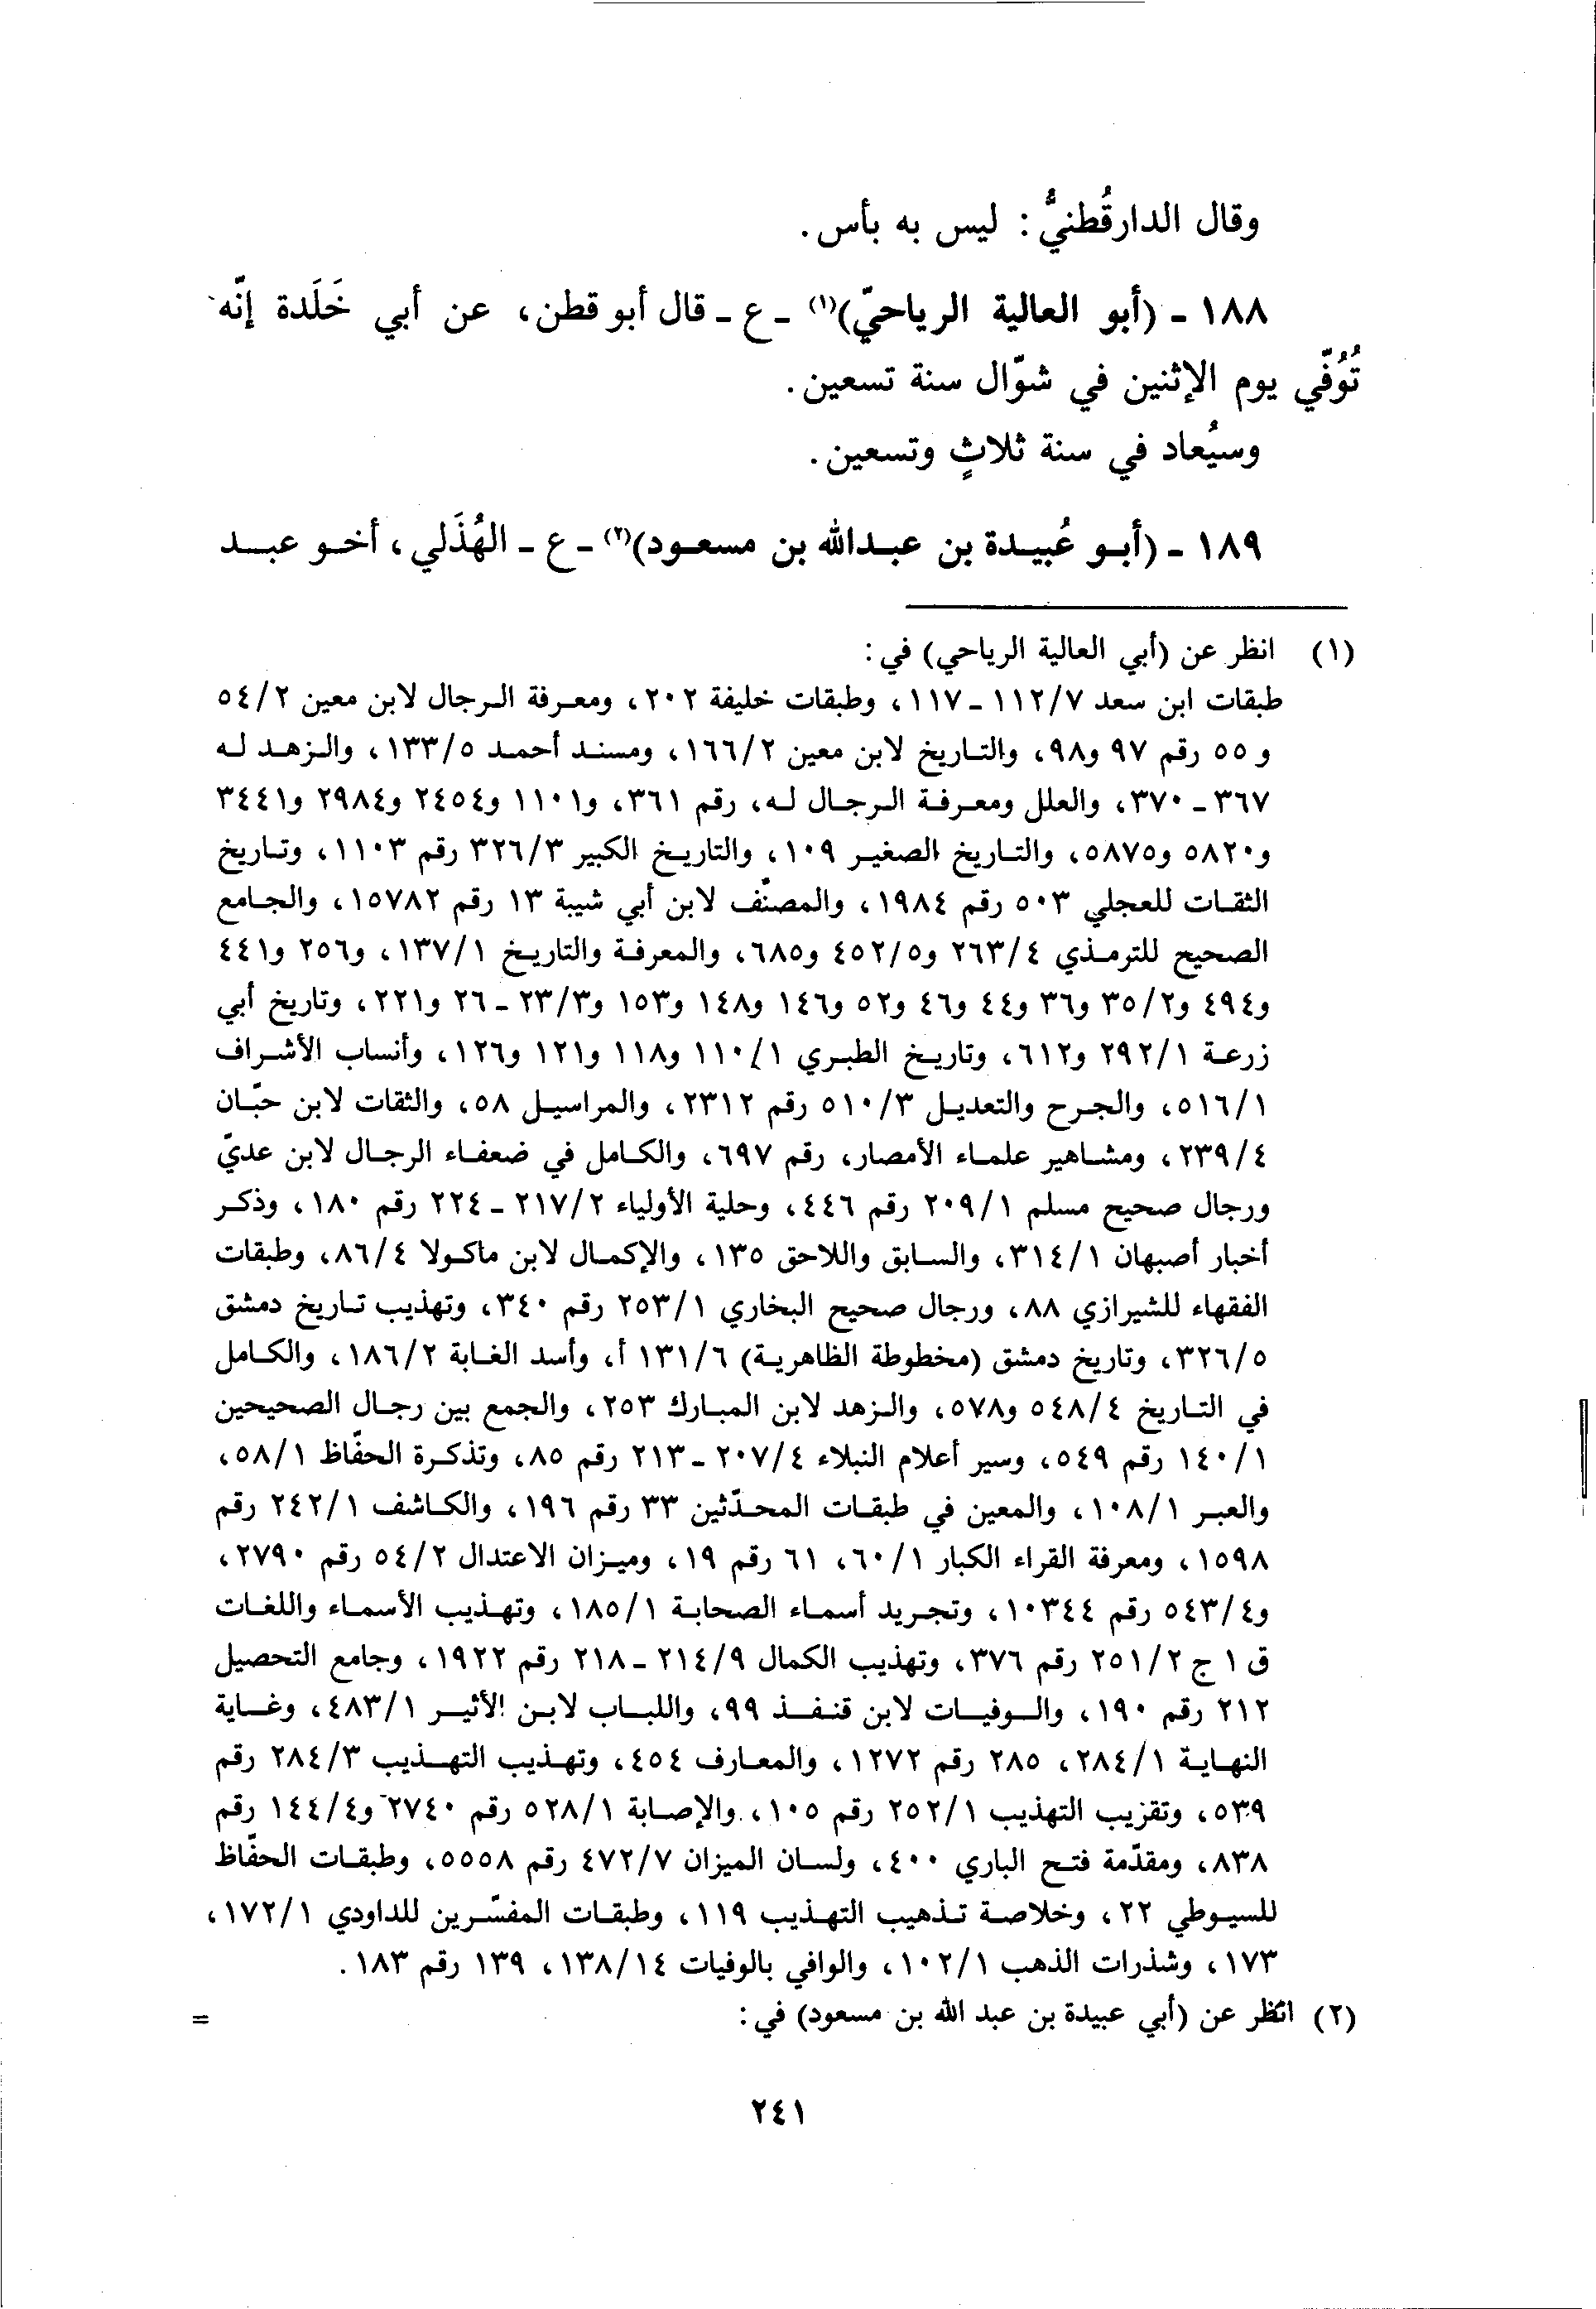 وقال الدارقُطنيُّ: ليس به بأس.
١٨٨ - (أبو العالية الرياحيّ)(١) - ع - قال أبو قطن، عن أبي خَلَدة إنّه
تُوُفّي يوم الإثنين في شوّال سنة تسعين.
وسيُعاد في سنة ثلاثٍ وتسعين.
١٨٩ - (أبو عُبيدة بن عبدالله بن مسعود)(٢) - ع - الهُذَلي، أخو عبد
(١) انظر عن (أبي العالية الرياحي) في:
طبقات ابن سعد ١١٢/٧ - ١١٧، وطبقات خليفة ٢٠٢، ومعرفة الرجال لابن معين ٥٤/٢
و ٥٥ رقم ٩٧ و٩٨، والتاريخ لابن معين ١٦٦/٢، ومسند أحمد ١٣٣/٥، والزهد له
٣٦٧ - ٣٧٠، والعلل ومعرفة الرجال له، رقم ٣٦١، و١١٠١ و٢٤٥٤ و٢٩٨٤ و٣٤٤١
و٥٨٢٠ و٥٨٧٥، والتاريخ الصغير ١٠٩، والتاريخ الكبير ٣٢٦/٣ رقم ١١٠٣، وتاريخ
الثقات للعجلي ٥٠٣ رقم ١٩٨٤، والمصنّف لابن أبي شيبة ١٣ رقم ١٥٧٨٢، والجامع
الصحيح للترمذي ٢٦٣/٤ و٤٥٢/٥ و٦٨٥، والمعرفة والتاريخ ١٣٧/١، و٢٥٦ و٤٤١
و٤٩٤ و٣٥/٢ و٣٦ و٤٤ و٤٦ و٥٢ و١٤٦ و١٤٨ و١٥٣ و٢٣/٣ - ٢٦ و٢٢١، وتاريخ أبي
زرعة ٢٩٢/١ و٦١٢، وتاريخ الطبري ١١٠/١ و١١٨ و١٢١ و١٢٦، وأنساب الأشراف
٥١٦/١، والجرح والتعديل ٥١٠/٣ رقم ٢٣١٢، والمراسيل ٥٨، والثقات لابن حبّان
٢٣٩/٤، ومشاهير علماء الأمصار، رقم ٦٩٧، والكامل في ضعفاء الرجال لابن عديّ
ورجال صحيح مسلم ٢٠٩/١ رقم ٤٤٦، وحلية الأولياء ٢١٧/٢ - ٢٢٤ رقم ١٨٠، وذكر
أخبار أصبهان ٣١٤/١، والسابق واللاحق ١٣٥، والإكمال لابن ماكولا ٨٦/٤، وطبقات
الفقهاء للشيرازي ٨٨، ورجال صحيح البخاري ٢٥٣/١ رقم ٣٤٠، وتهذيب تاريخ دمشق
٣٢٦/٥، وتاريخ دمشق (مخطوطة الظاهرية) ١٣١/٦ أ، وأسد الغابة ١٨٦/٢، والكامل
في التاريخ ٥٤٨/٤ و٥٧٨، والزهد لابن المبارك ٢٥٣، والجمع بين رجال الصحيحين
١٤٠/١ رقم ٥٤٩، وسير أعلام النبلاء ٢٠٧/٤ - ٢١٣ رقم ٨٥، وتذكرة الحفّاظ ٥٨/١،
والعبر ١٠٨/١، والمعين في طبقات المحدّثين ٣٣ رقم ١٩٦، والكاشف ٢٤٢/١ رقم
١٥٩٨، ومعرفة القراء الكبار ٦٠/١، ٦١ رقم ١٩، وميزان الاعتدال ٥٤/٢ رقم ٢٧٩٠،
و٥٤٣/٤ رقم ١٠٣٤٤، وتجريد أسماء الصحابة ١٨٥/١، وتهذيب الأسماء واللغات
ق ١ ج ٢٥١/٢ رقم ٣٧٦، وتهذيب الكمال ٢١٤/٩ - ٢١٨ رقم ١٩٢٢، وجامع التحصيل
٢١٢ رقم ١٩٠، والوفيات لابن قنفذ ٩٩، واللباب لابن الأثير ٤٨٣/١، وغاية
النهاية ٢٨٤/١، ٢٨٥ رقم ١٢٧٢، والمعارف ٤٥٤، وتهذيب التهذيب ٢٨٤/٣ رقم
٥٣٩، وتقريب التهذيب ٢٥٢/١ رقم ١٠٥، والإصابة ٥٢٨/١ رقم ٢٧٤٠ و١٤٤/٤ رقم
٨٣٨، ومقدّمة فتح الباري ٤٠٠، ولسان الميزان ٤٧٢/٧ رقم ٥٥٥٨، وطبقات الحفّاظ
للسيوطي ٢٢، وخلاصة تذهيب التهذيب ١١٩، وطبقات المفسّرين للداودي ١٧٢/١،
١٧٣، وشذرات الذهب ١٠٢/١، والوافي بالوفيات ١٣٨/١٤، ١٣٩ رقم ١٨٣.
(٢) انظر عن (أبي عبيدة بن عبد الله بن مسعود) في: =
٢٤١